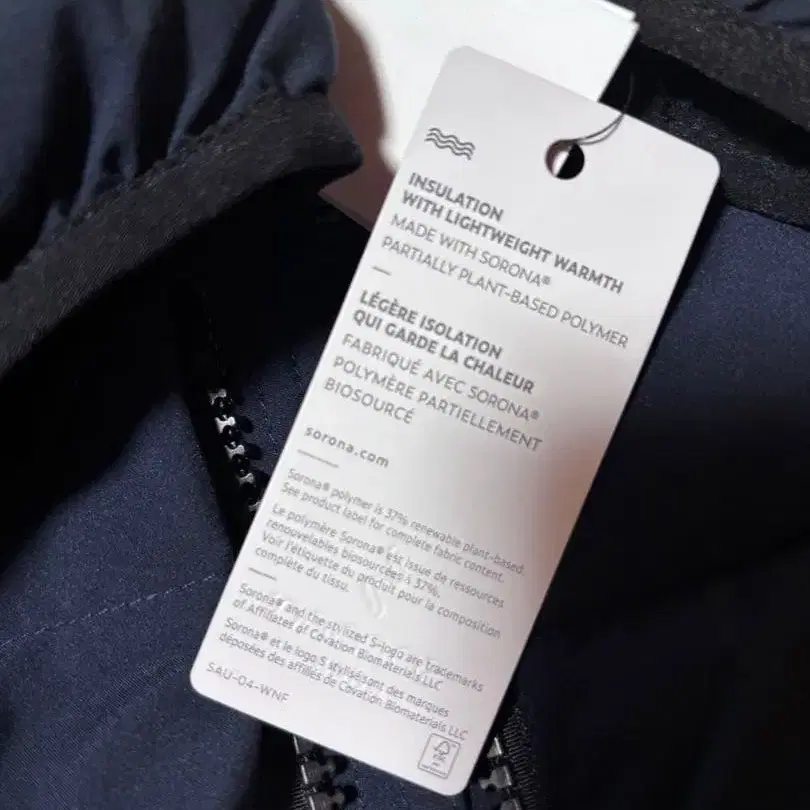 INSULATION
WITH LIGHTWEIGHT WARMTH
MADE WITH SORONA®
PARTIALLY PLANT-BASED POLYMER
LÉGÈRE ISOLATION
QUI GARDE LA CHALEUR
FABRIQUÉ AVEC SORONA®
POLYMÈRE PARTIELLEMENT
BIOSOURCÉ
sorona.com
Sorona® polymer is 37% renewable plant-based.
See product label for complete fabric content.
Le polymère Sorona® est issue de ressources
renouvelables biosourcées à 37%.
Voir l'étiquette du produit pour la composition
complète du tissu.
Sorona® and the stylized S-logo are trademarks
of Affiliates of Covation Biomaterials LLC
Sorona® et le logo S stylisé sont des marques
déposées des affiliés de Covation Biomaterials LLC
SAU-04-WNF
FSC